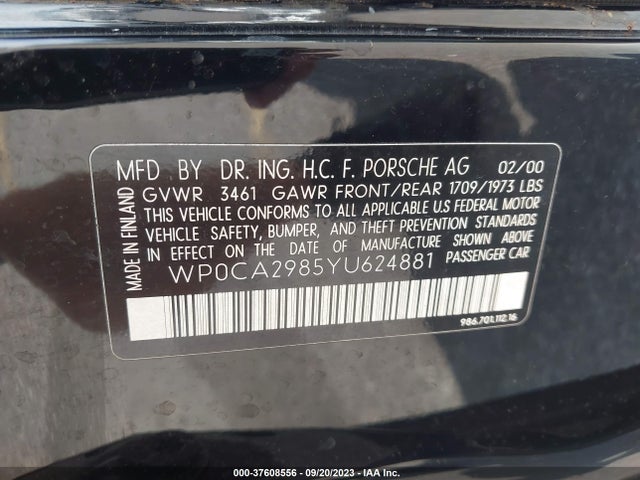 MFD BY DR. ING. H.C. F. PORSCHE AG 02/00
GVWR 3461 GAWR FRONT/REAR 1709/1973 LBS
THIS VEHICLE CONFORMS TO ALL APPLICABLE U.S FEDERAL MOTOR
VEHICLE SAFETY, BUMPER, AND THEFT PREVENTION STANDARDS
IN EFFECT ON THE DATE OF MANUFACTURE SHOWN ABOVE
WP0CA2985YU624881 PASSENGER CAR
MADE IN FINLAND
986.701.112.16
000-37608556 - 09/20/2023 - IAA Inc.